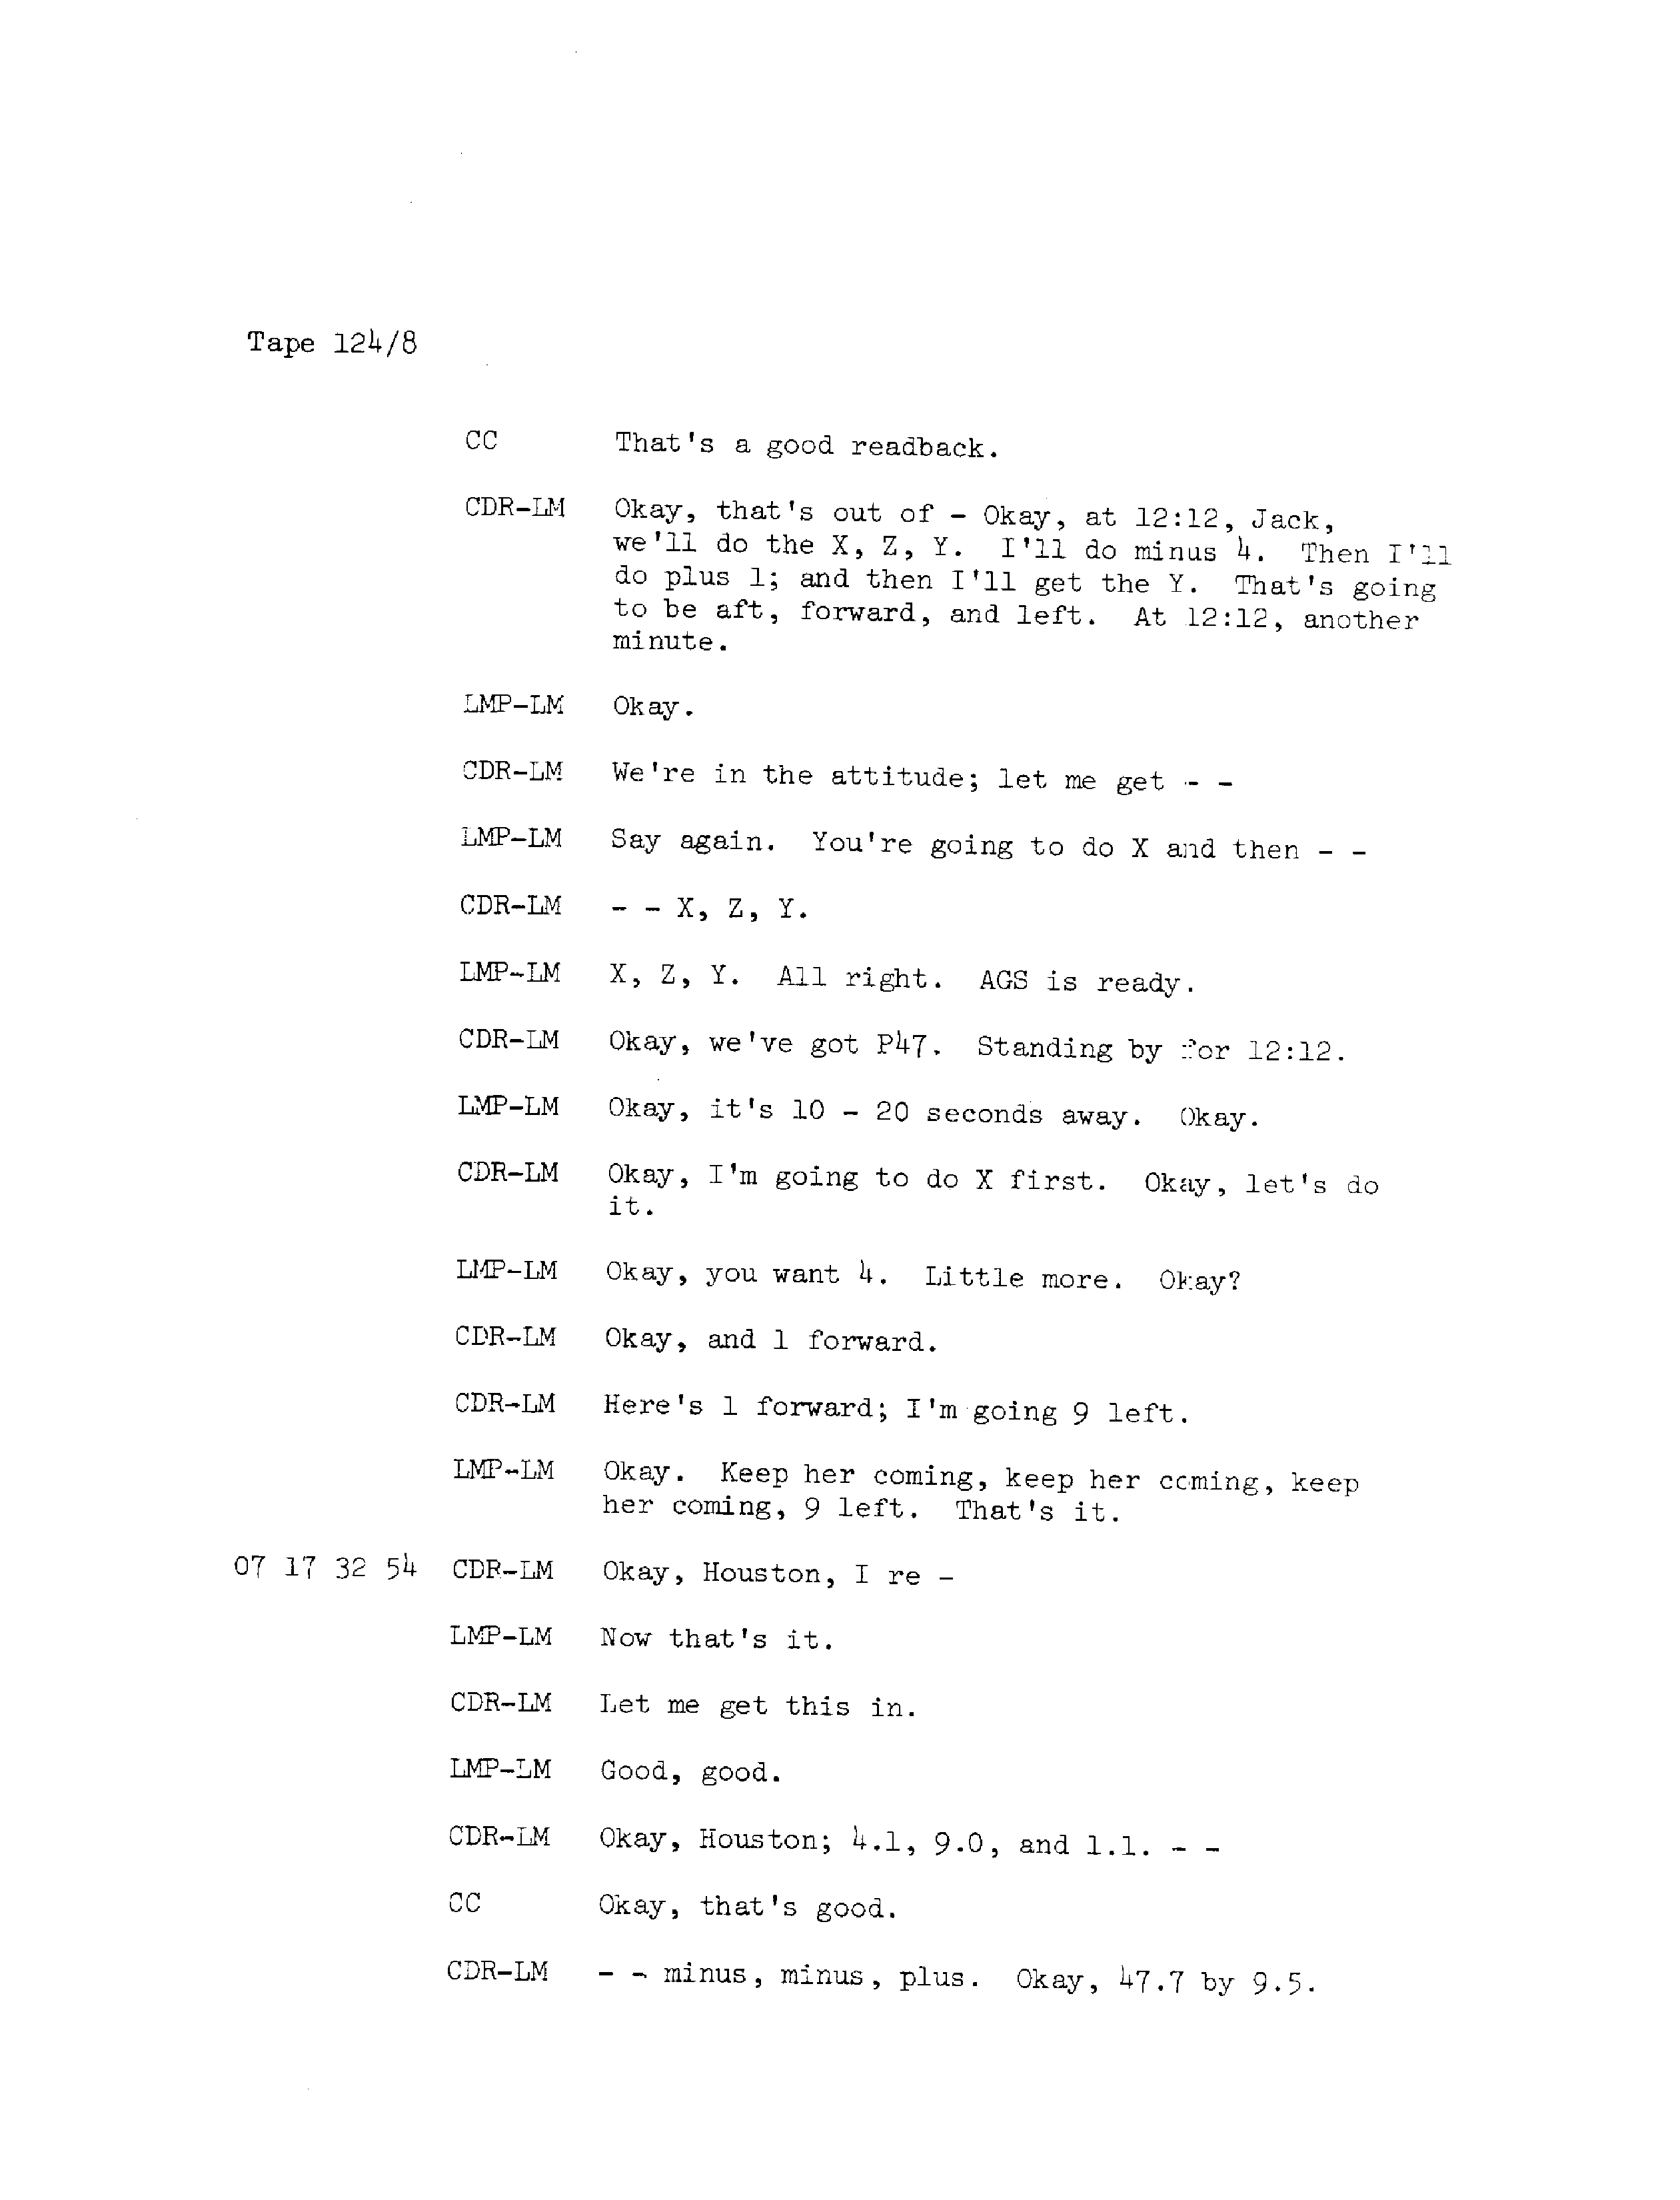 Tape 124/8
CC That's a good readback.
CDR-LM Okay, that's out of - Okay, at 12:12, Jack,
we'll do the X, Z, Y. I'll do minus 4. Then I'll
do plus 1; and then I'll get the Y. That's going
to be aft, forward, and left. At 12:12, another
minute.
LMP-LM Okay.
CDR-LM We're in the attitude; let me get - -
LMP-LM Say again. You're going to do X and then - -
CDR-LM - - X, Z, Y.
LMP-LM X, Z, Y. All right. AGS is ready.
CDR-LM Okay, we've got P47. Standing by for 12:12.
LMP-LM Okay, it's 10 - 20 seconds away. Okay.
CDR-LM Okay, I'm going to do X first. Okay, let's do
it.
LMP-LM Okay, you want 4. Little more. Okay?
CDR-LM Okay, and 1 forward.
CDR-LM Here's 1 forward; I'm going 9 left.
LMP-LM Okay. Keep her coming, keep her coming, keep
her coming, 9 left. That's it.
07 17 32 54 CDR-LM Okay, Houston, I re -
LMP-LM Now that's it.
CDR-LM Let me get this in.
LMP-LM Good, good.
CDR-LM Okay, Houston; 4.1, 9.0, and 1.1. - -
CC Okay, that's good.
CDR-LM - - minus, minus, plus. Okay, 47.7 by 9.5.